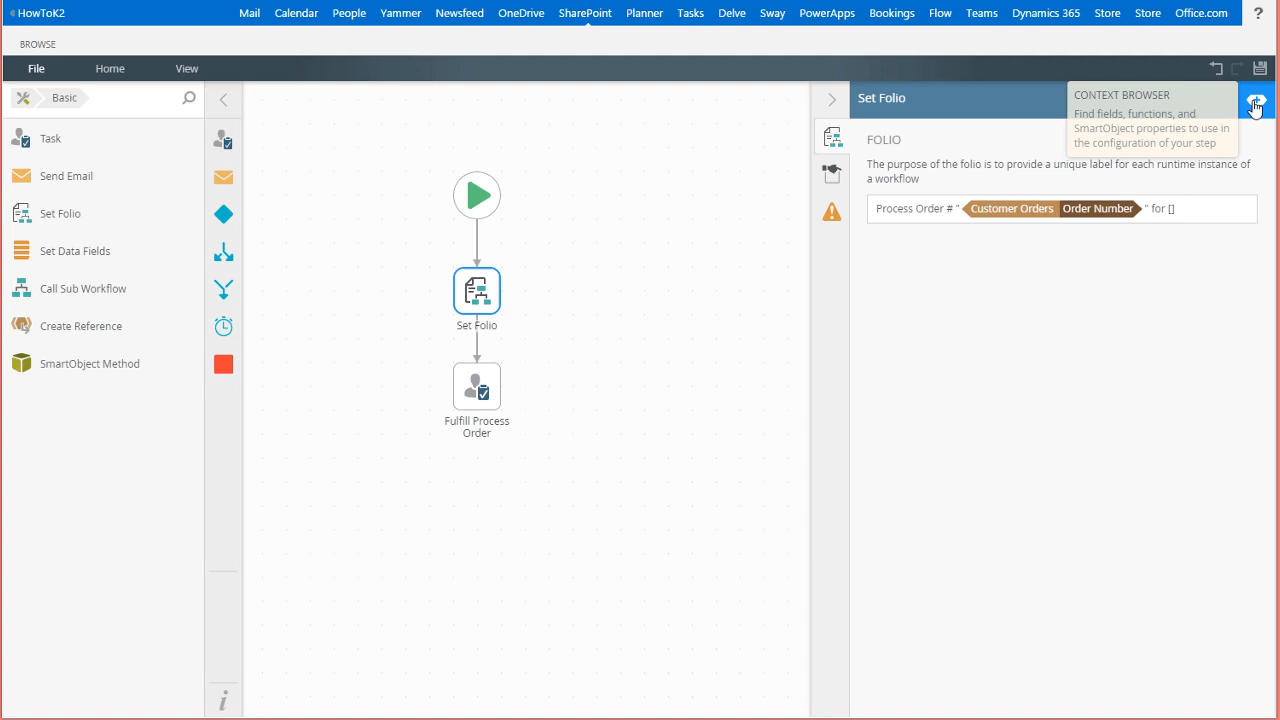 HowToK2
Mail Calendar People Yammer Newsfeed OneDrive SharePoint Planner Tasks Delve Sway PowerApps Bookings Flow Teams Dynamics 365 Store Store Office.com ?
BROWSE
File Home View
Basic
Task
Send Email
Set Folio
Set Data Fields
Call Sub Workflow
Create Reference
SmartObject Method
Set Folio
Fulfill Process
Order
Set Folio
CONTEXT BROWSER
Find fields, functions, and
SmartObject properties to use in
the configuration of your step
FOLIO
The purpose of the folio is to provide a unique label for each runtime instance of
a workflow
Process Order # " Customer Orders Order Number " for []